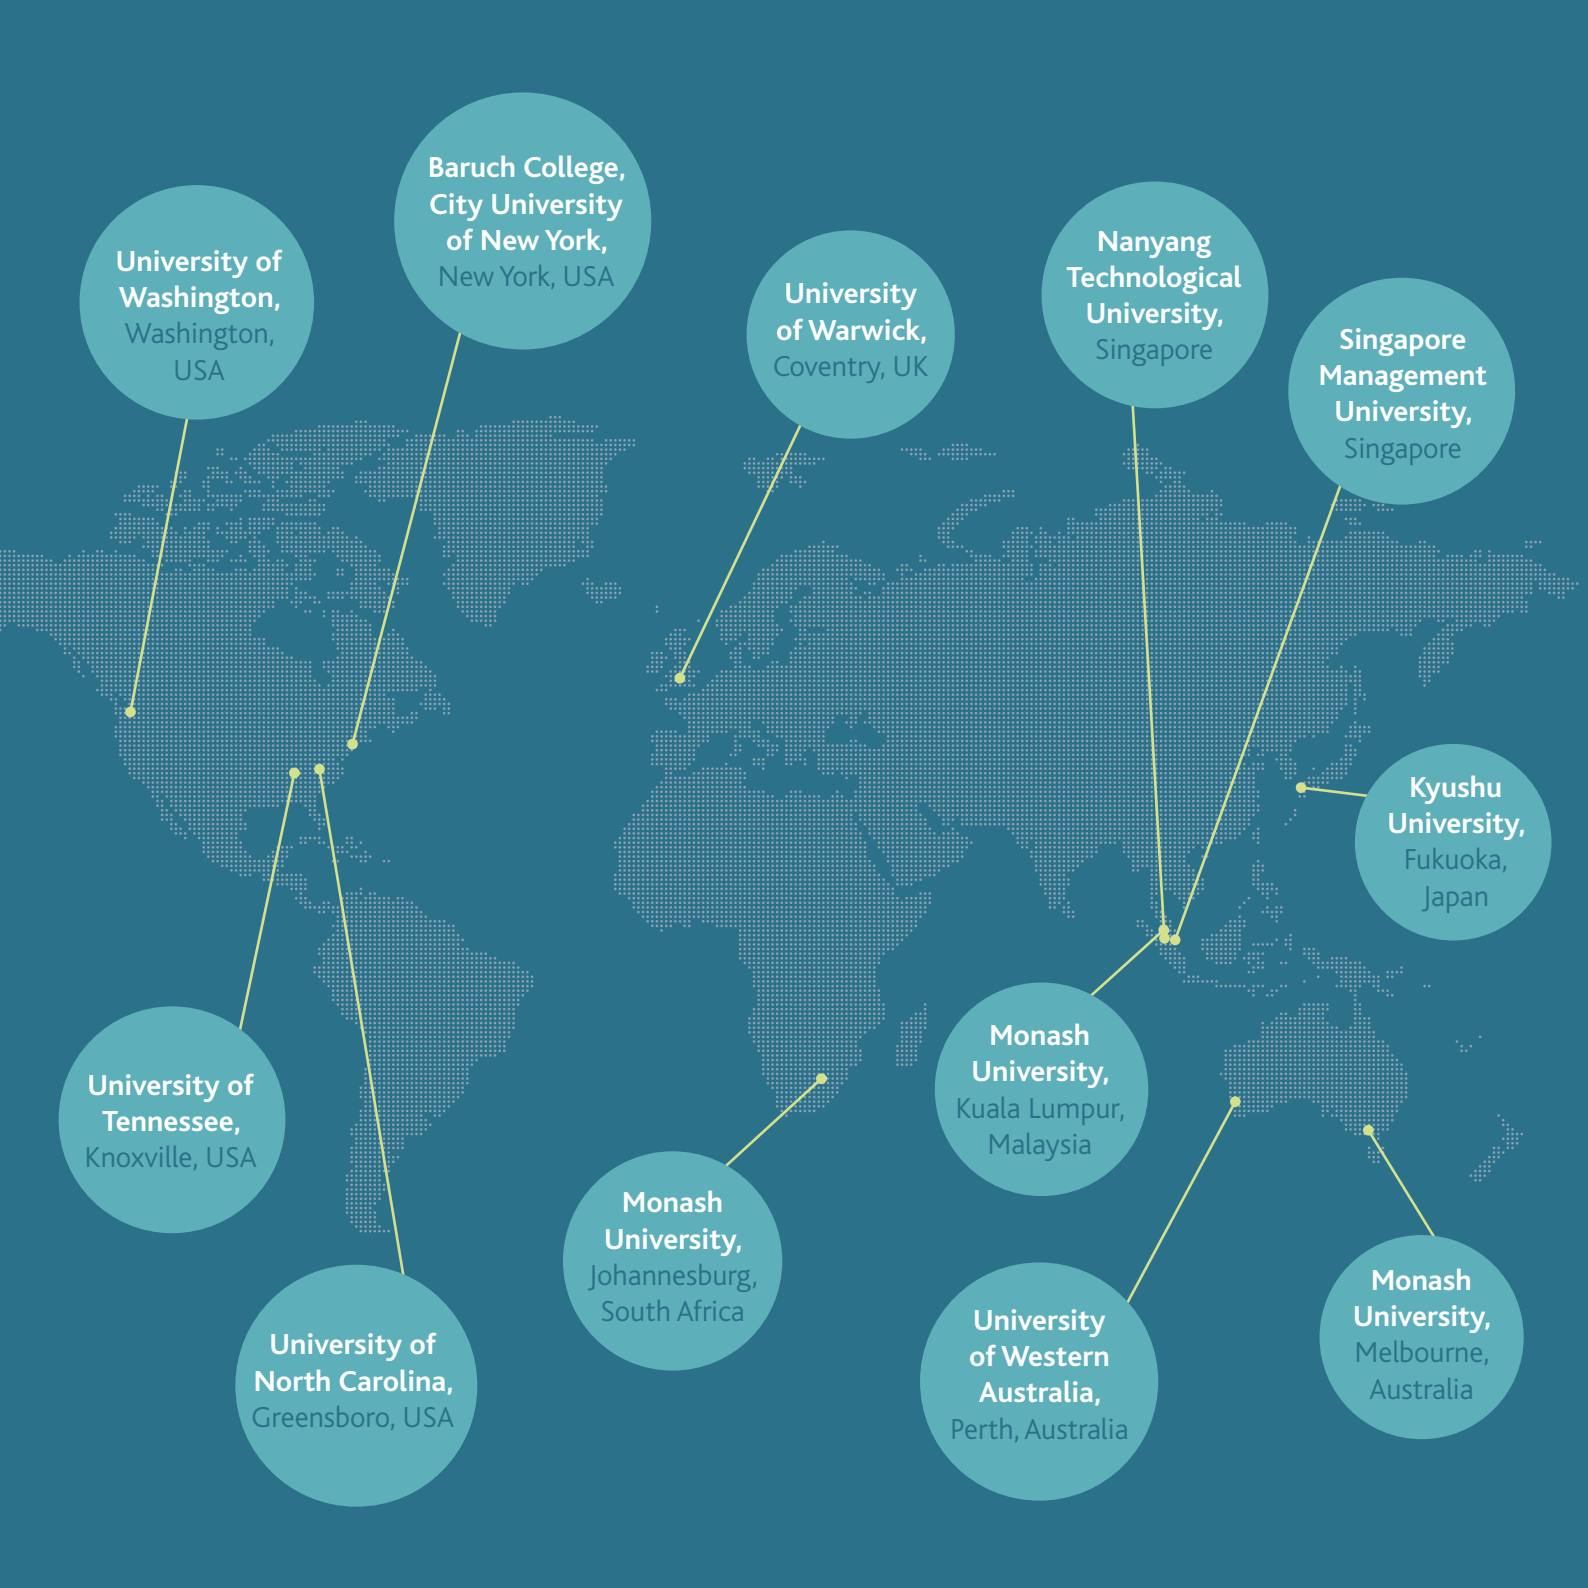 Baruch College,
City University
of New York,
New York, USA
University of
Washington,
Washington,
USA
University
of Warwick,
Coventry, UK
Nanyang
Technological
University,
Singapore
Singapore
Management
University,
Singapore
Kyushu
University,
Fukuoka,
Japan
University of
Tennessee,
Knoxville, USA
Monash
University,
Kuala Lumpur,
Malaysia
Monash
University,
Johannesburg,
South Africa
University of
North Carolina,
Greensboro, USA
University
of Western
Australia,
Perth, Australia
Monash
University,
Melbourne,
Australia